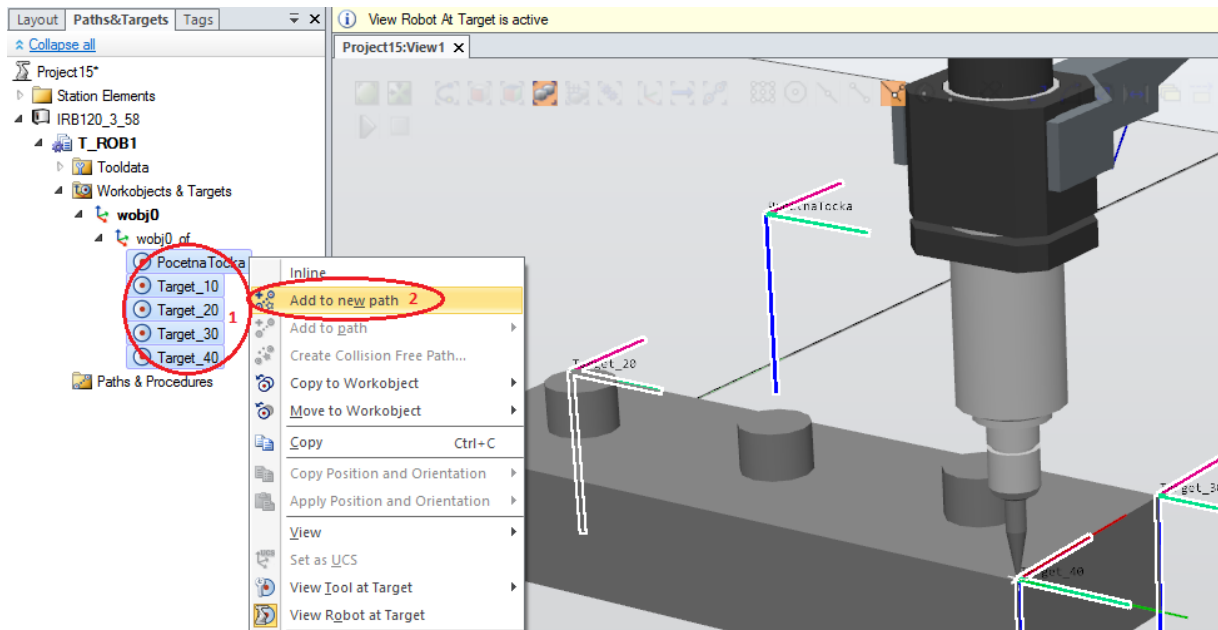 Layout Paths&Targets Tags
Collapse all
Project15*
Station Elements
IRB120_3_58
T_ROB1
Tooldata
Workobjects & Targets
wobj0
wobj0_of
PocetnaTocka
Target_10
Target_20
Target_30
Target_40
1
Paths & Procedures
Inline
Add to new path 2
Add to path
Create Collision Free Path...
Copy to Workobject
Move to Workobject
Copy Ctrl+C
Copy Position and Orientation
Apply Position and Orientation
View
Set as UCS
View Tool at Target
View Robot at Target
View Robot At Target is active
Project15:View1
Target_20
Target_40